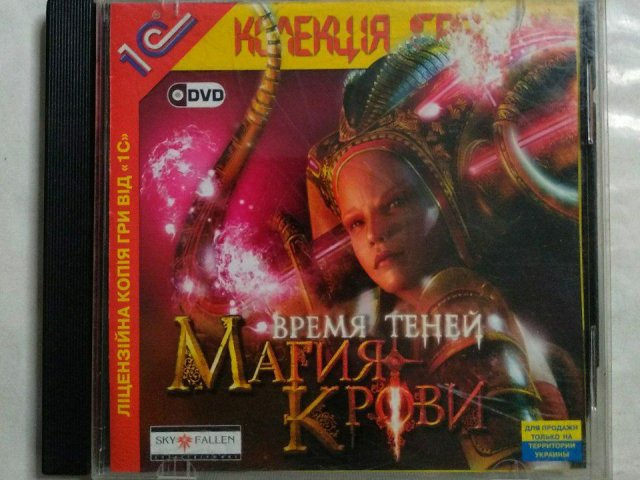 1С
КОЛЕКЦІЯ ІГОР
DVD
ЛІЦЕНЗІЙНА КОПІЯ ГРИ ВІД «1С»
ВРЕМЯ ТЕНЕЙ
МАГИЯ
КРОВИ
SKY FALLEN
ДЛЯ ПРОДАЖИ
ТОЛЬКО НА
ТЕРРИТОРИИ
УКРАИНЫ